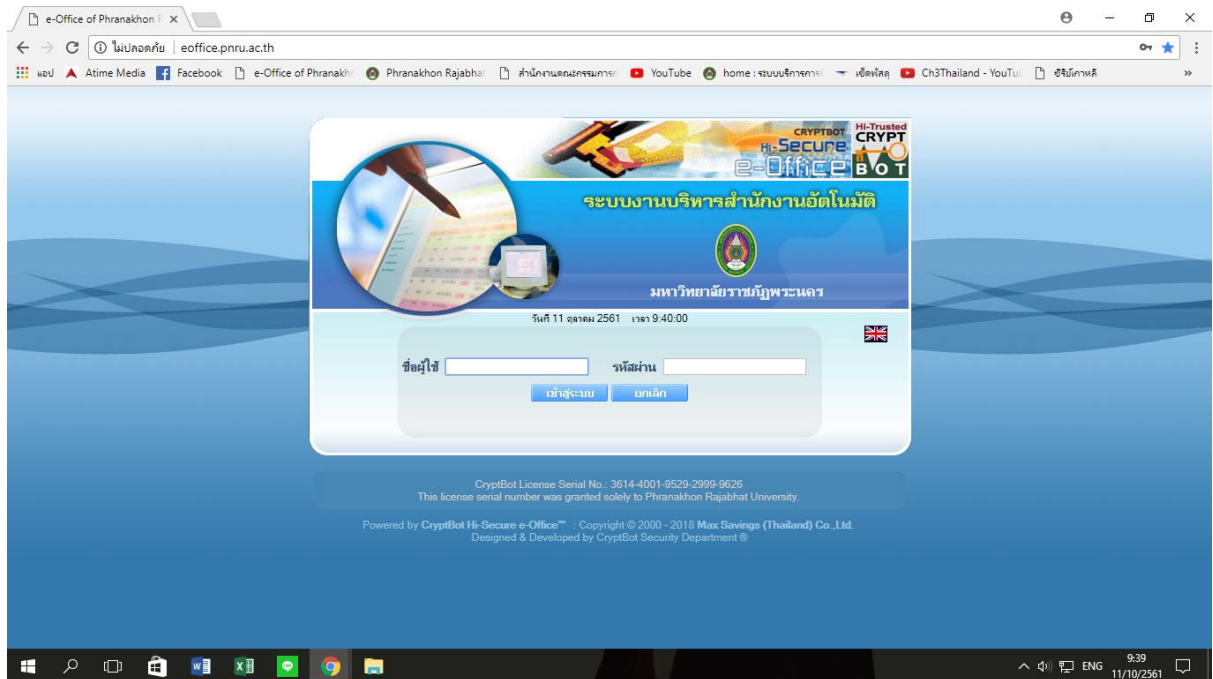 e-Office of Phranakhon R
ไม่ปลอดภัย | eoffice.pnru.ac.th
แอป Atime Media Facebook e-Office of Phranakho Phranakhon Rajabhat สำนักงานคณะกรรมการก YouTube home : ระบบบริการการ เช็คพัสดุ Ch3Thailand - YouTu ซีรีย์เกาหลี »
CRYPTBOT
Hi-Secure
e-Office
Hi-Trusted
CRYPT
BOT
ระบบงานบริหารสำนักงานอัตโนมัติ
มหาวิทยาลัยราชภัฏพระนคร
วันที่ 11 ตุลาคม 2561 เวลา 9:40:00
ชื่อผู้ใช้ รหัสผ่าน
เข้าสู่ระบบ ยกเลิก
CryptBot License Serial No.: 3614-4001-9529-2999-9626
This license serial number was granted solely to Phranakhon Rajabhat University.
Powered by CryptBot Hi-Secure e-Office™ : Copyright © 2000 - 2018 Max Savings (Thailand) Co.,Ltd.
Designed & Developed by CryptBot Security Department ®
ENG 9:39
11/10/2561